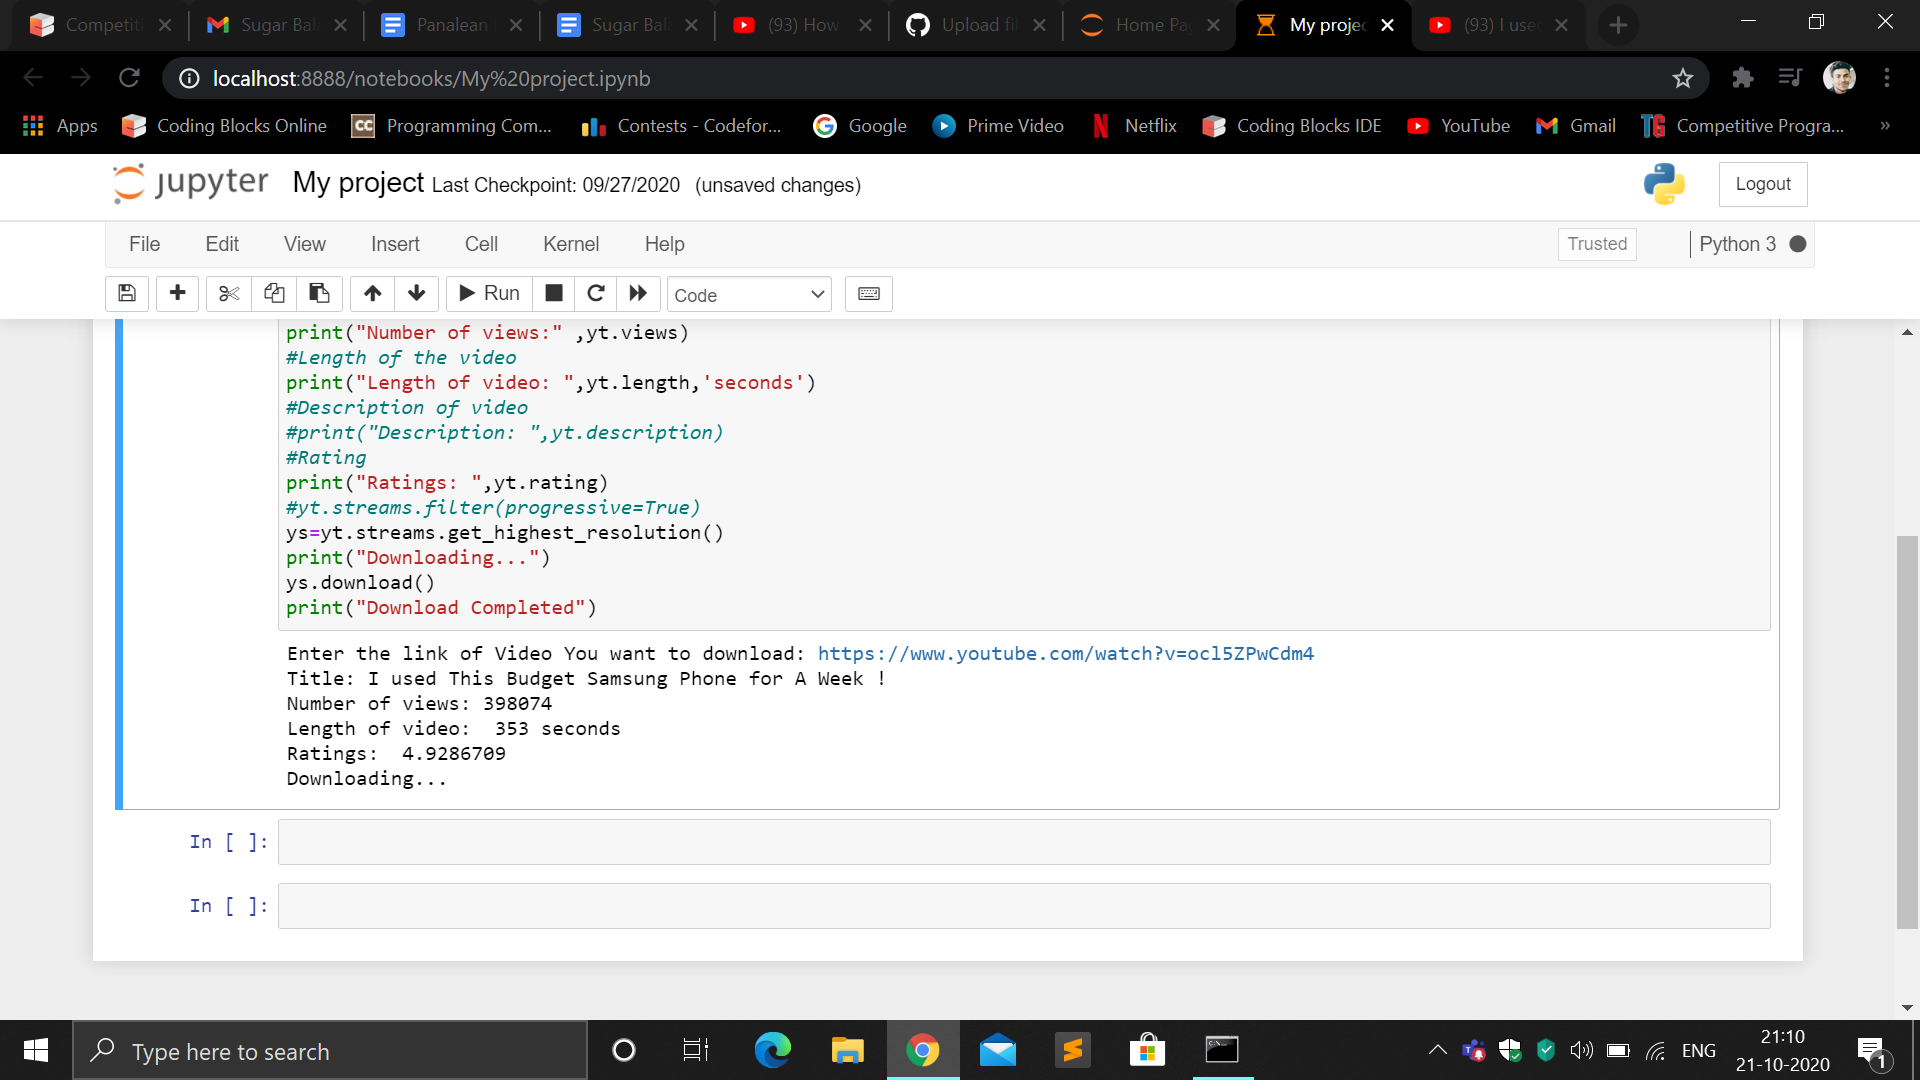 Competiti
Sugar Bal
Panalean
Sugar Bal
(93) How
Upload fil
Home Pa
My projec
(93) I use
localhost:8888/notebooks/My%20project.ipynb
Apps
Coding Blocks Online
CC
Programming Com...
Contests - Codefor...
Google
Prime Video
Netflix
Coding Blocks IDE
YouTube
Gmail
Competitive Progra...
»
jupyter My project Last Checkpoint: 09/27/2020 (unsaved changes)
Logout
File Edit View Insert Cell Kernel Help
Trusted
Python 3
Run
Code
print("Number of views:" ,yt.views)
#Length of the video
print("Length of video: ",yt.length,'seconds')
#Description of video
#print("Description: ",yt.description)
#Rating
print("Ratings: ",yt.rating)
#yt.streams.filter(progressive=True)
ys=yt.streams.get_highest_resolution()
print("Downloading...")
ys.download()
print("Download Completed")
Enter the link of Video You want to download: https://www.youtube.com/watch?v=ocl5ZPwCdm4
Title: I used This Budget Samsung Phone for A Week !
Number of views: 398074
Length of video:  353 seconds
Ratings:  4.9286709
Downloading...
In [ ]:
In [ ]:
Type here to search
ENG
21:10
21-10-2020
1